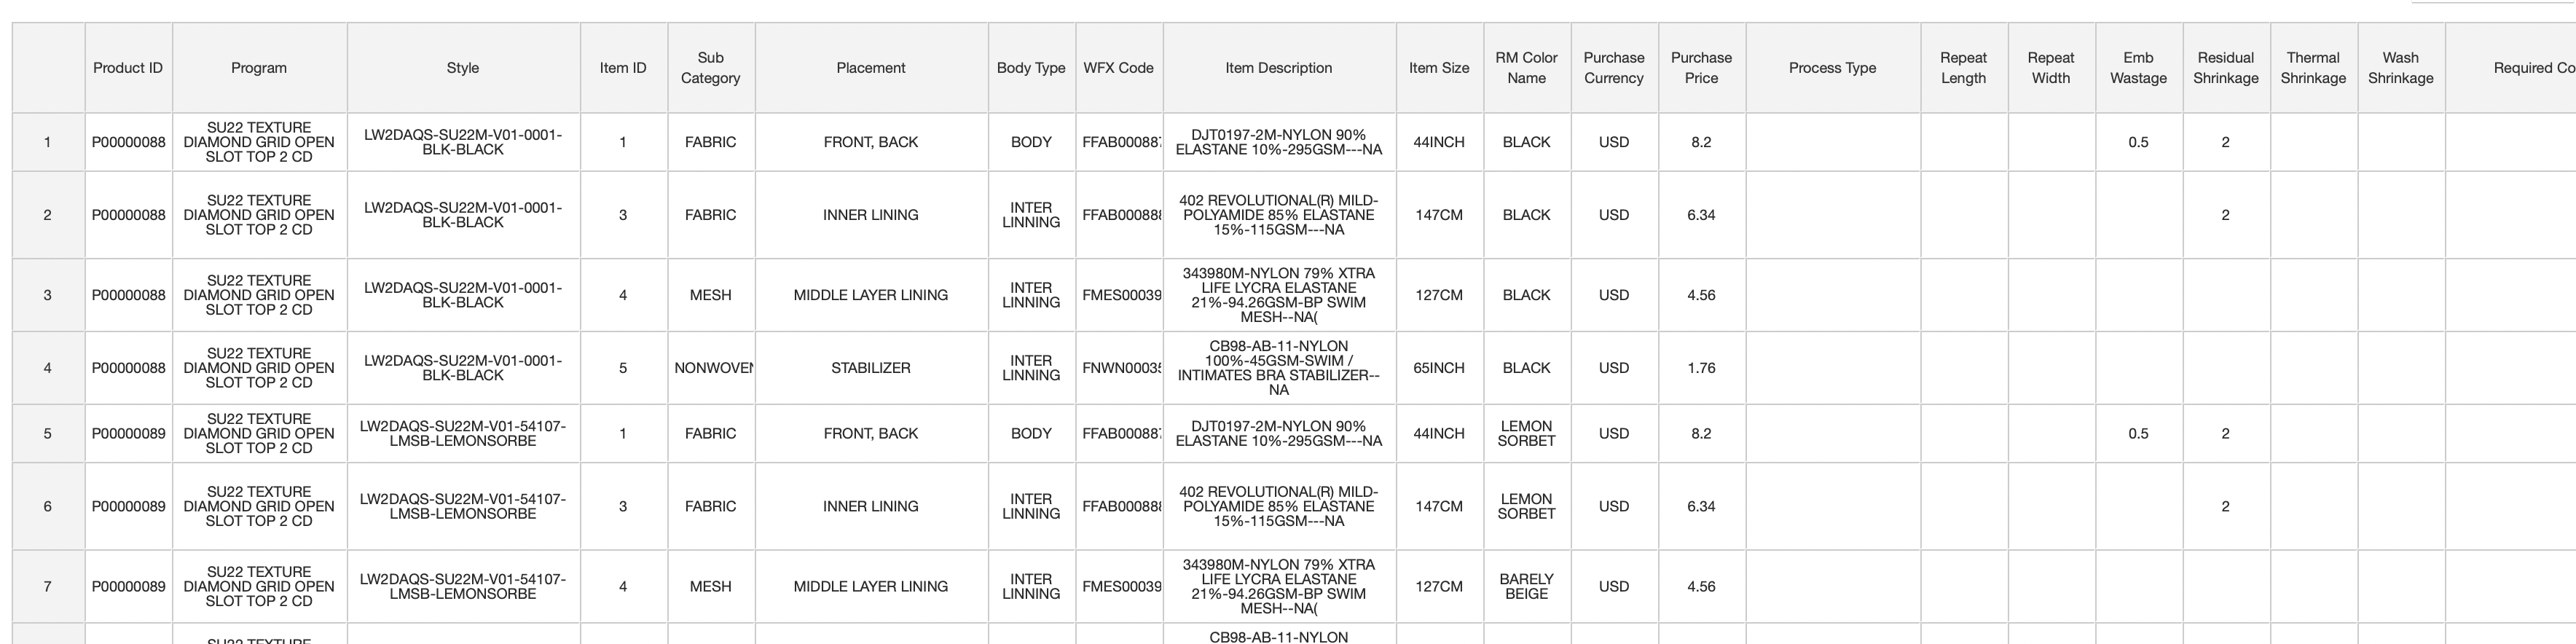 Product ID Program Style Item ID Sub Category Placement Body Type WFX Code Item Description Item Size RM Color Name Purchase Currency Purchase Price Process Type Repeat Length Repeat Width Emb Wastage Residual Shrinkage Thermal Shrinkage Wash Shrinkage Required Co
1 P00000088 SU22 TEXTURE DIAMOND GRID OPEN SLOT TOP 2 CD LW2DAQS-SU22M-V01-0001-BLK-BLACK 1 FABRIC FRONT, BACK BODY FFAB000887 DJT0197-2M-NYLON 90% ELASTANE 10%-295GSM---NA 44INCH BLACK USD 8.2 0.5 2
2 P00000088 SU22 TEXTURE DIAMOND GRID OPEN SLOT TOP 2 CD LW2DAQS-SU22M-V01-0001-BLK-BLACK 3 FABRIC INNER LINING INTER LINNING FFAB000888 402 REVOLUTIONAL(R) MILD-POLYAMIDE 85% ELASTANE 15%-115GSM---NA 147CM BLACK USD 6.34 2
3 P00000088 SU22 TEXTURE DIAMOND GRID OPEN SLOT TOP 2 CD LW2DAQS-SU22M-V01-0001-BLK-BLACK 4 MESH MIDDLE LAYER LINING INTER LINNING FMES00039 343980M-NYLON 79% XTRA LIFE LYCRA ELASTANE 21%-94.26GSM-BP SWIM MESH--NA( 127CM BLACK USD 4.56
4 P00000088 SU22 TEXTURE DIAMOND GRID OPEN SLOT TOP 2 CD LW2DAQS-SU22M-V01-0001-BLK-BLACK 5 NONWOVEN STABILIZER INTER LINNING FNWN00035 CB98-AB-11-NYLON 100%-45GSM-SWIM / INTIMATES BRA STABILIZER--NA 65INCH BLACK USD 1.76
5 P00000089 SU22 TEXTURE DIAMOND GRID OPEN SLOT TOP 2 CD LW2DAQS-SU22M-V01-54107-LMSB-LEMONSORBE 1 FABRIC FRONT, BACK BODY FFAB000887 DJT0197-2M-NYLON 90% ELASTANE 10%-295GSM---NA 44INCH LEMON SORBET USD 8.2 0.5 2
6 P00000089 SU22 TEXTURE DIAMOND GRID OPEN SLOT TOP 2 CD LW2DAQS-SU22M-V01-54107-LMSB-LEMONSORBE 3 FABRIC INNER LINING INTER LINNING FFAB000888 402 REVOLUTIONAL(R) MILD-POLYAMIDE 85% ELASTANE 15%-115GSM---NA 147CM LEMON SORBET USD 6.34 2
7 P00000089 SU22 TEXTURE DIAMOND GRID OPEN SLOT TOP 2 CD LW2DAQS-SU22M-V01-54107-LMSB-LEMONSORBE 4 MESH MIDDLE LAYER LINING INTER LINNING FMES00039 343980M-NYLON 79% XTRA LIFE LYCRA ELASTANE 21%-94.26GSM-BP SWIM MESH--NA( 127CM BARELY BEIGE USD 4.56
SU22 TEXTURE CB98-AB-11-NYLON